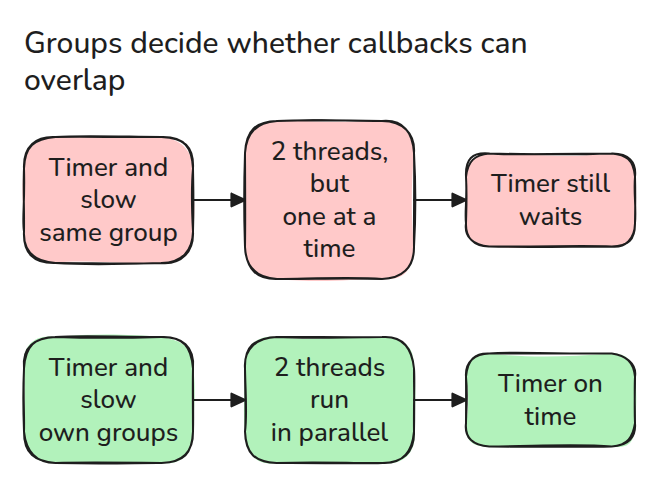 Groups decide whether callbacks can
overlap
Timer and
slow
same group
2 threads,
but
one at a
time
Timer still
waits
Timer and
slow
own groups
2 threads
run
in parallel
Timer on
time